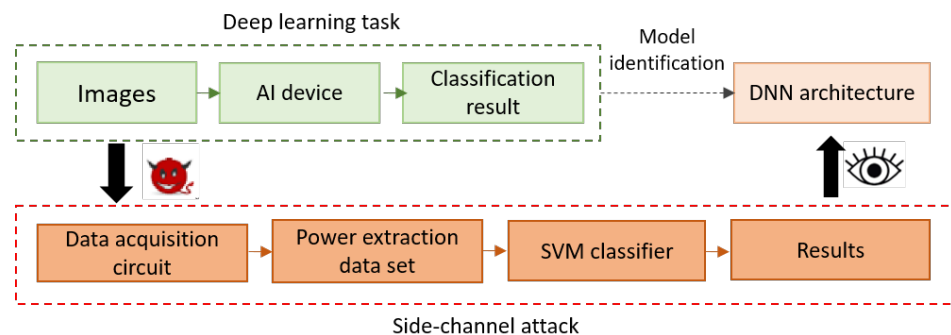 Deep learning task
Model
identification
Images
AI device
Classification
result
DNN architecture
Data acquisition
circuit
Power extraction
data set
SVM classifier
Results
Side-channel attack